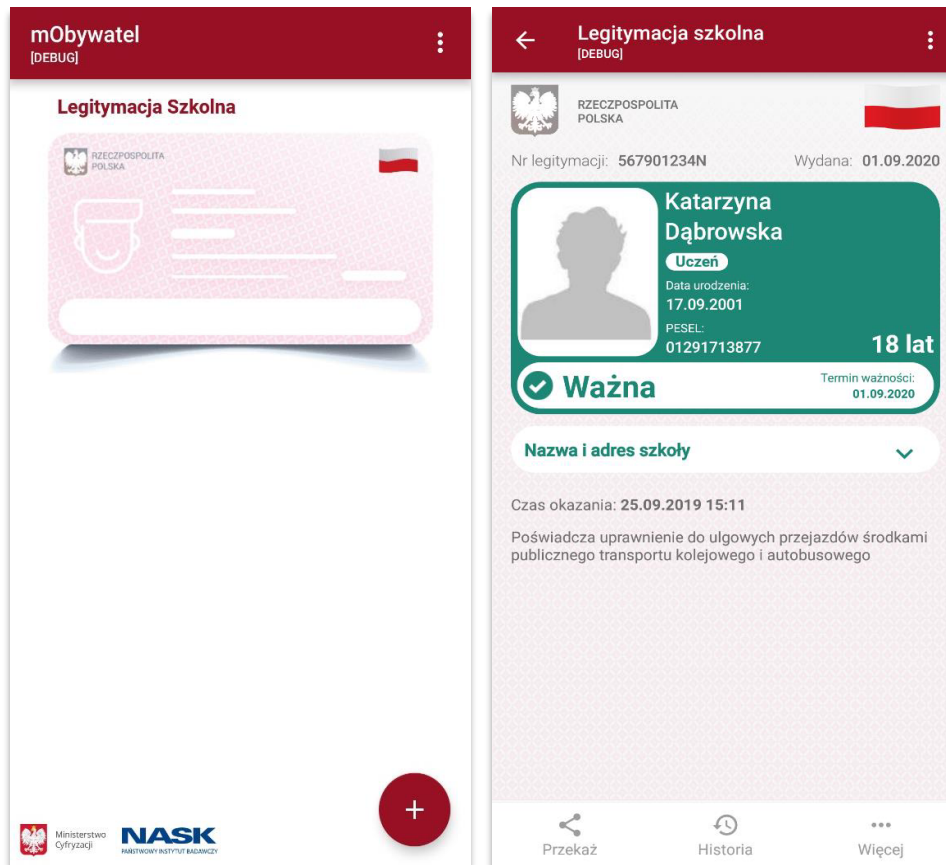 mObywatel
[DEBUG]
Legitymacja Szkolna
RZECZPOSPOLITA
POLSKA
Ministerstwo
Cyfryzacji
NASK
PAŃSTWOWY INSTYTUT BADAWCZY
Legitymacja szkolna
[DEBUG]
RZECZPOSPOLITA
POLSKA
Nr legitymacji: 567901234N Wydana: 01.09.2020
Katarzyna
Dąbrowska
Uczeń
Data urodzenia:
17.09.2001
PESEL:
01291713877
18 lat
Ważna
Termin ważności:
01.09.2020
Nazwa i adres szkoły
Czas okazania: 25.09.2019 15:11
Poświadcza uprawnienie do ulgowych przejazdów środkami
publicznego transportu kolejowego i autobusowego
Przekaż Historia Więcej